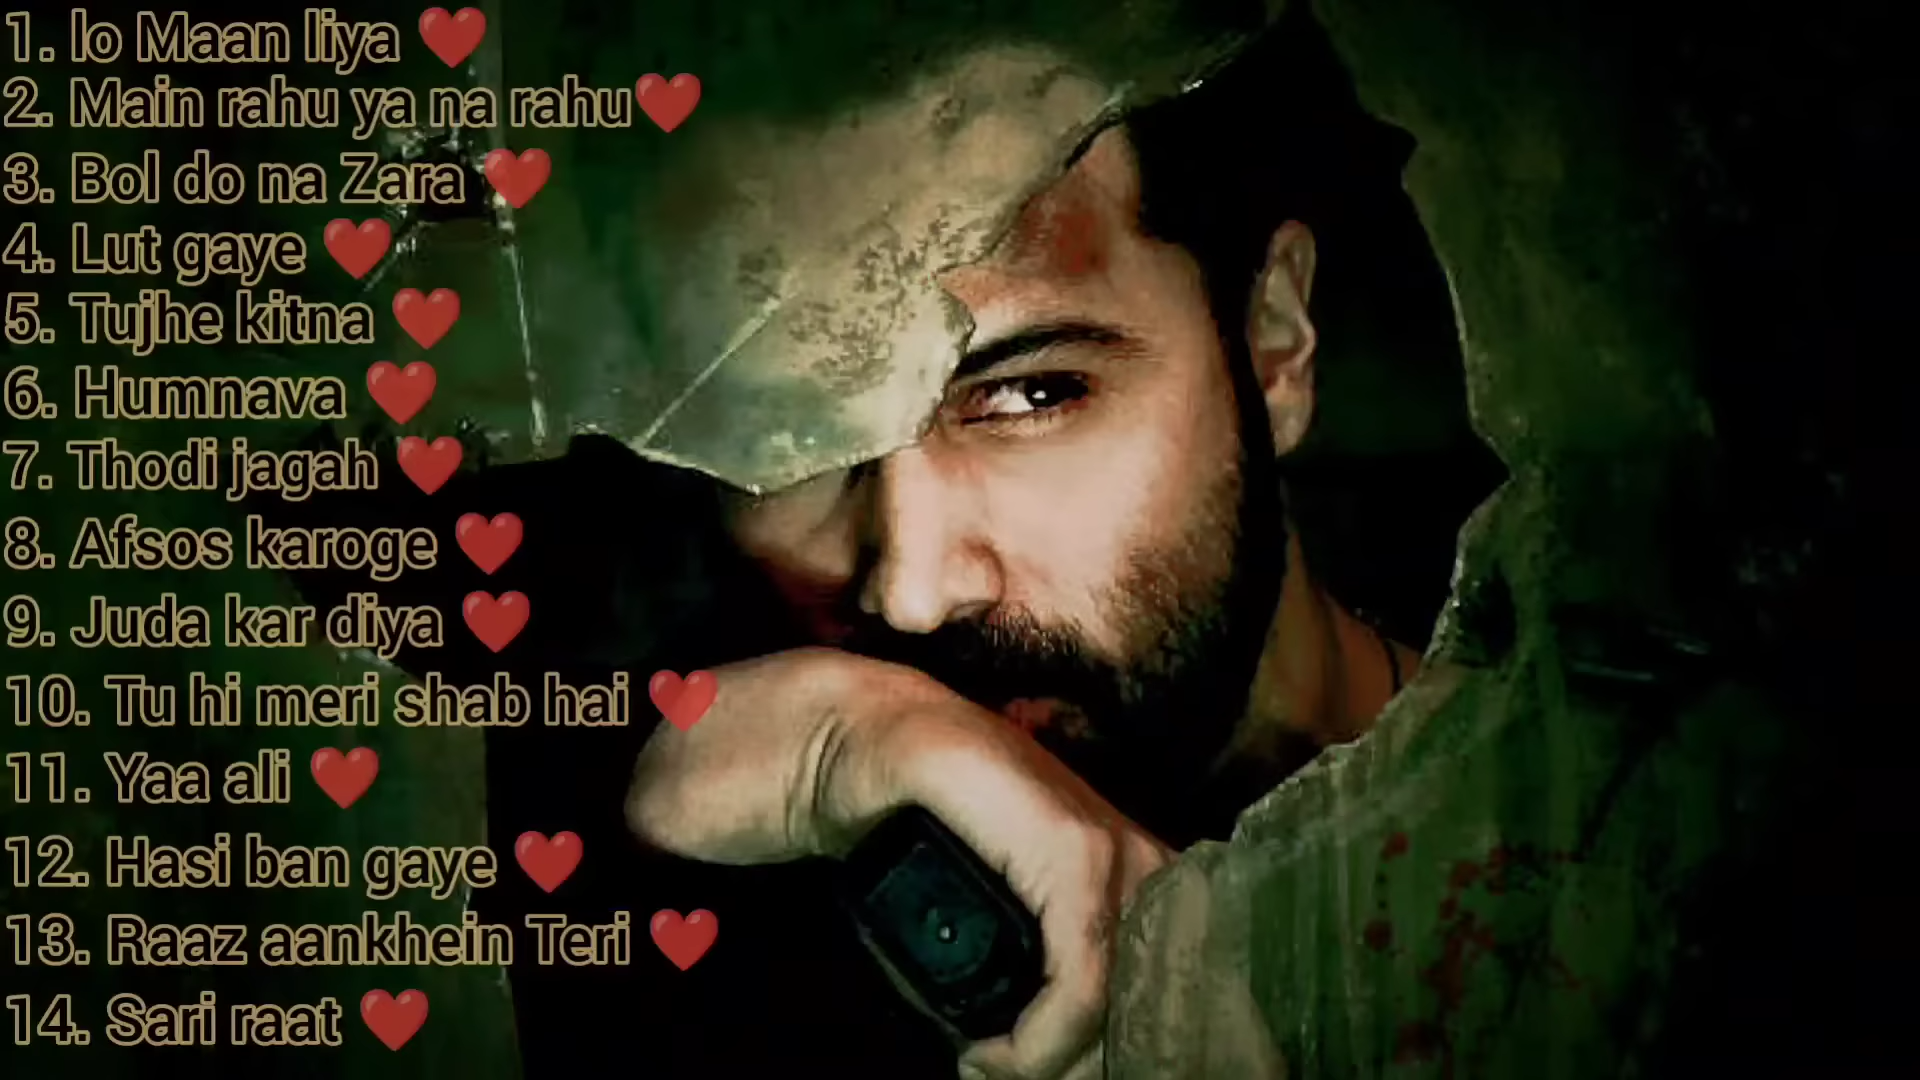 1. lo Maan liya ❤️
2. Main rahu ya na rahu❤️
3. Bol do na Zara ❤️
4. Lut gaye ❤️
5. Tujhe kitna ❤️
6. Humnava ❤️
7. Thodi jagah ❤️
8. Afsos karoge ❤️
9. Juda kar diya ❤️
10. Tu hi meri shab hai ❤️
11. Yaa ali ❤️
12. Hasi ban gaye ❤️
13. Raaz aankhein Teri ❤️
14. Sari raat ❤️